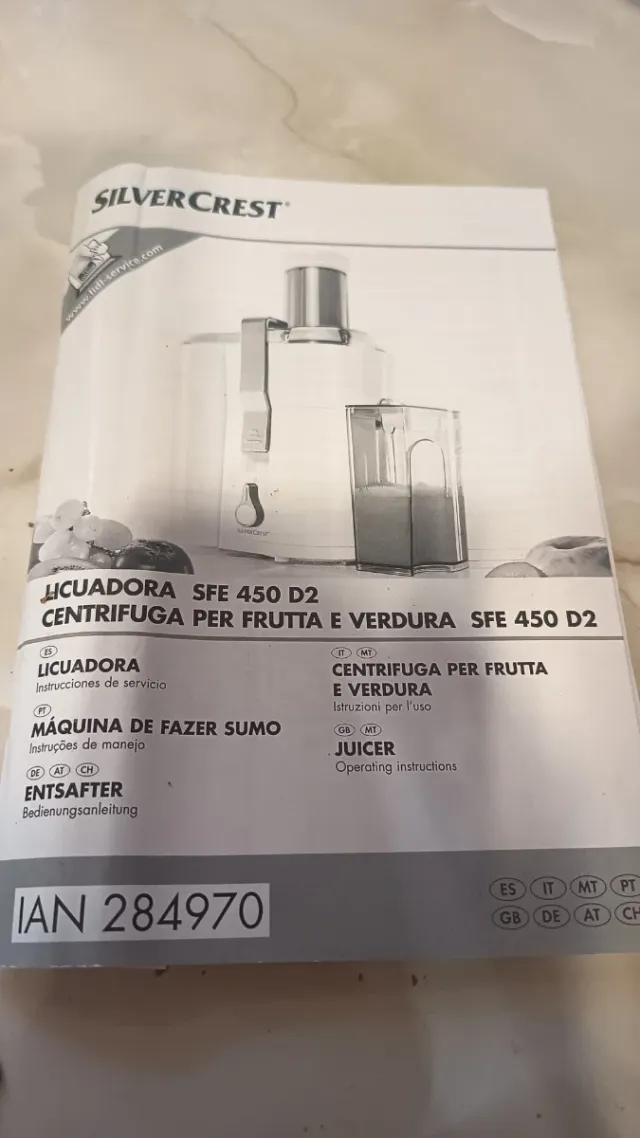 SILVERCREST®
www.lidl-service.com
SILVERCREST
LICUADORA SFE 450 D2
CENTRIFUGA PER FRUTTA E VERDURA SFE 450 D2
ES
LICUADORA
Instrucciones de servicio
PT
MÁQUINA DE FAZER SUMO
Instruções de manejo
DE AT CH
ENTSAFTER
Bedienungsanleitung
IT MT
CENTRIFUGA PER FRUTTA
E VERDURA
Istruzioni per l'uso
GB MT
JUICER
Operating instructions
IAN 284970
ES IT MT PT
GB DE AT CH